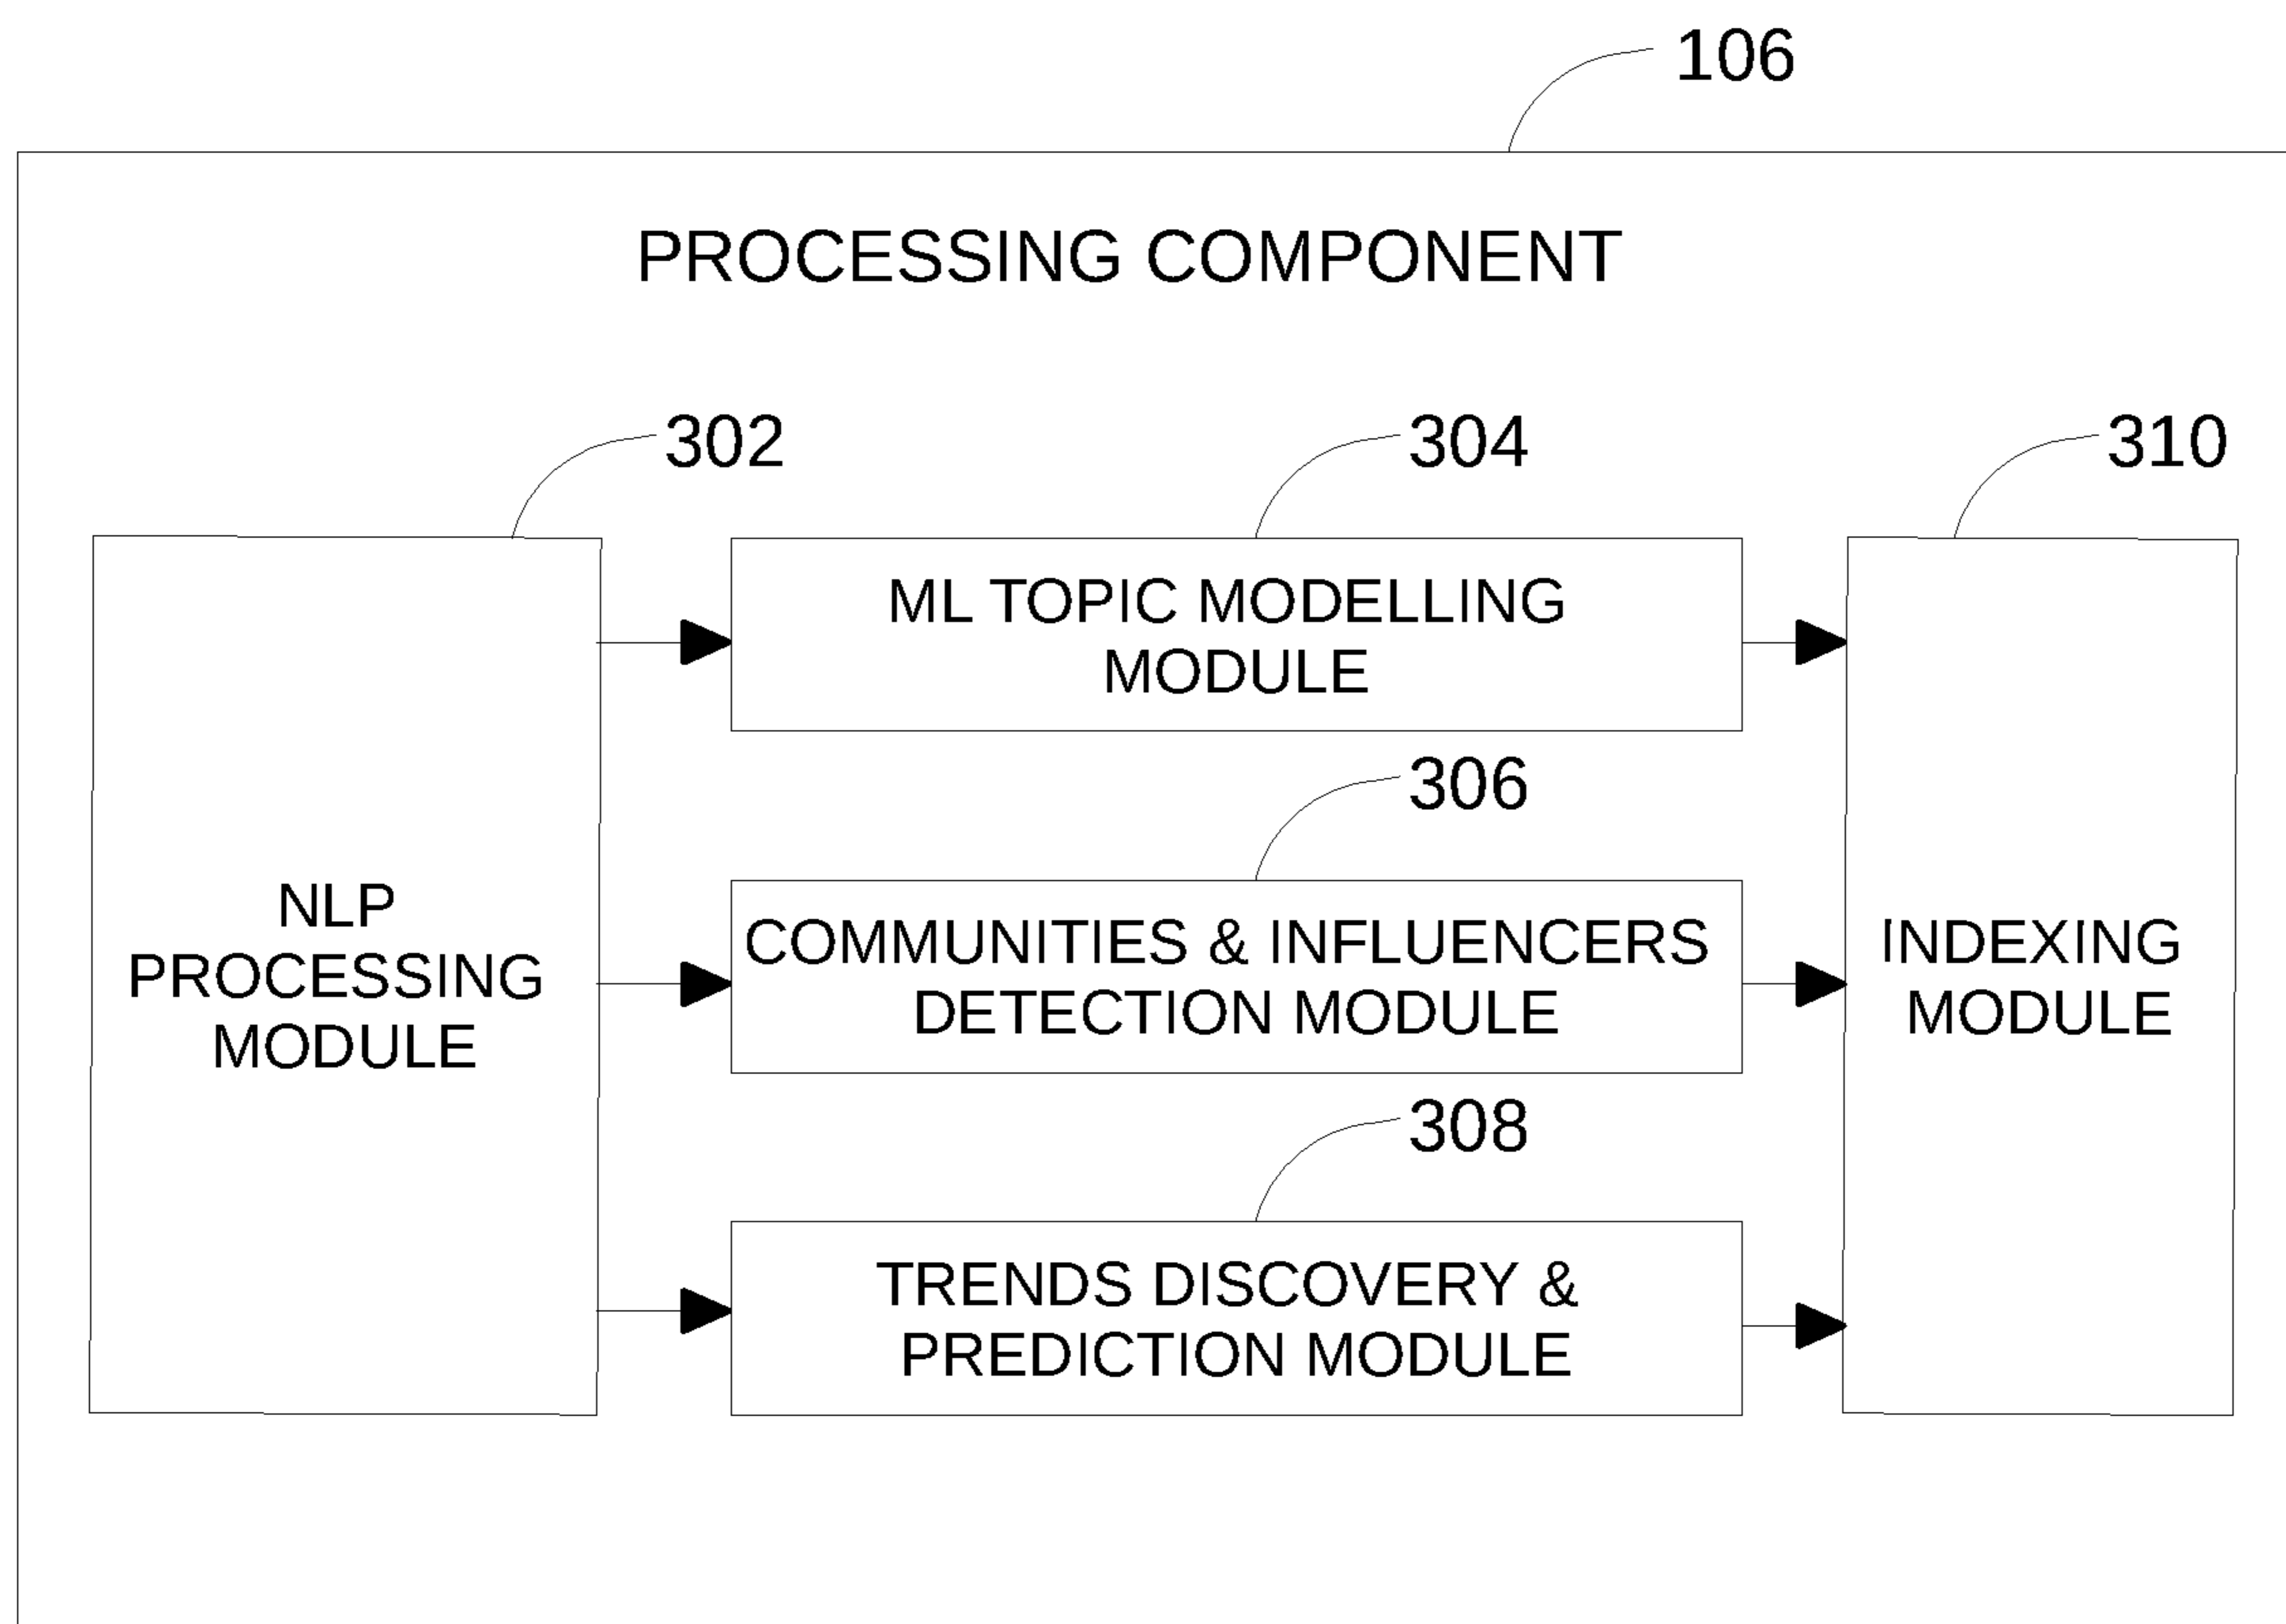 106
PROCESSING COMPONENT
302
304
310
ML TOPIC MODELLING
MODULE
306
NLP
PROCESSING
MODULE
COMMUNITIES & INFLUENCERS
DETECTION MODULE
INDEXING
MODULE
308
TRENDS DISCOVERY &
PREDICTION MODULE